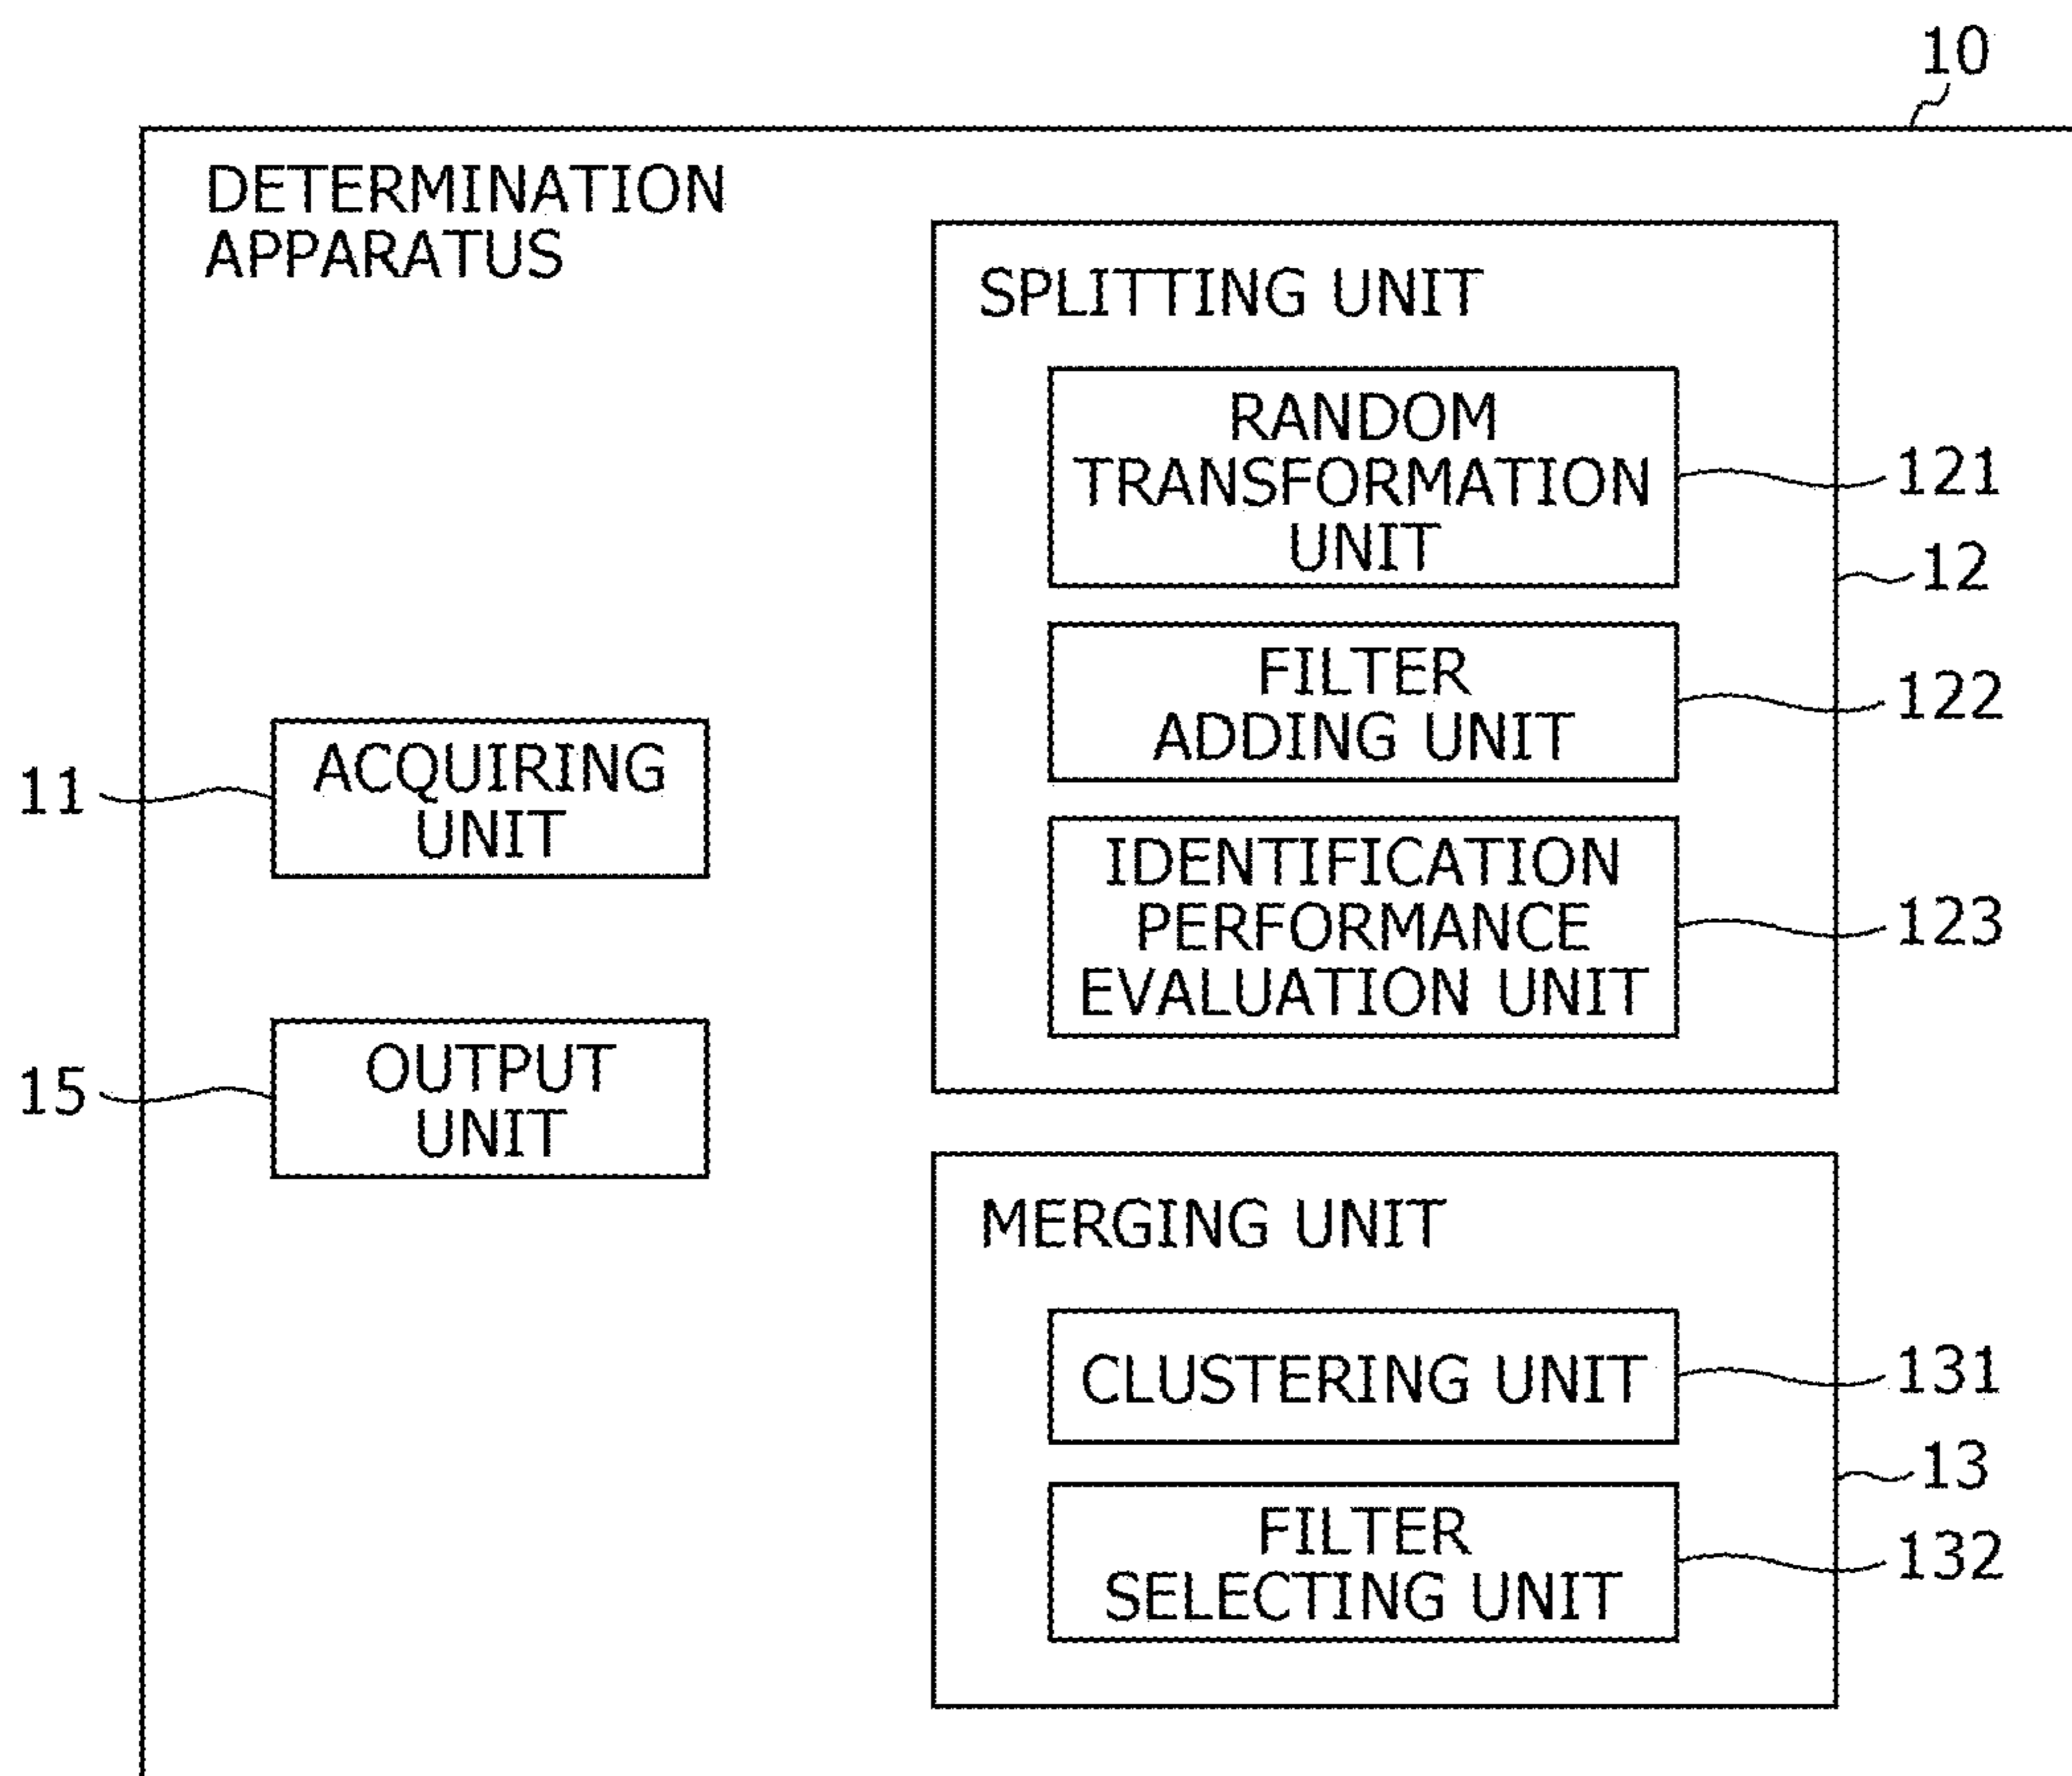 10
DETERMINATION
APPARATUS
SPLITTING UNIT
RANDOM
TRANSFORMATION
UNIT
121
12
FILTER
ADDING UNIT
122
11
ACQUIRING
UNIT
IDENTIFICATION
PERFORMANCE
EVALUATION UNIT
123
15
OUTPUT
UNIT
MERGING UNIT
CLUSTERING UNIT
131
13
FILTER
SELECTING UNIT
132